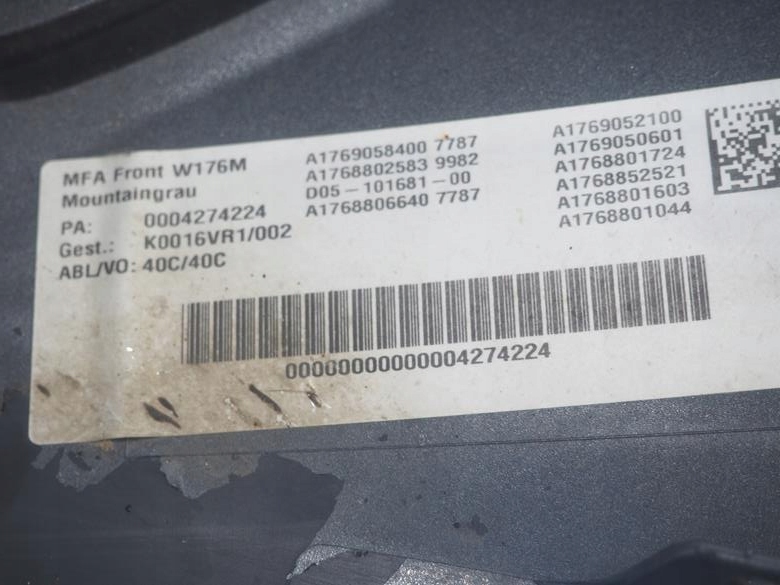 MFA Front W176M
Mountaingrau
PA: 0004274224
Gest.: K0016VR1/002
ABL/VO: 40C/40C
A1769058400 7787
A1768802583 9982
D05-101681-00
A1768806640 7787
A1769052100
A1769050601
A1768801724
A1768852521
A1768801603
A1768801044
00000000000004274224